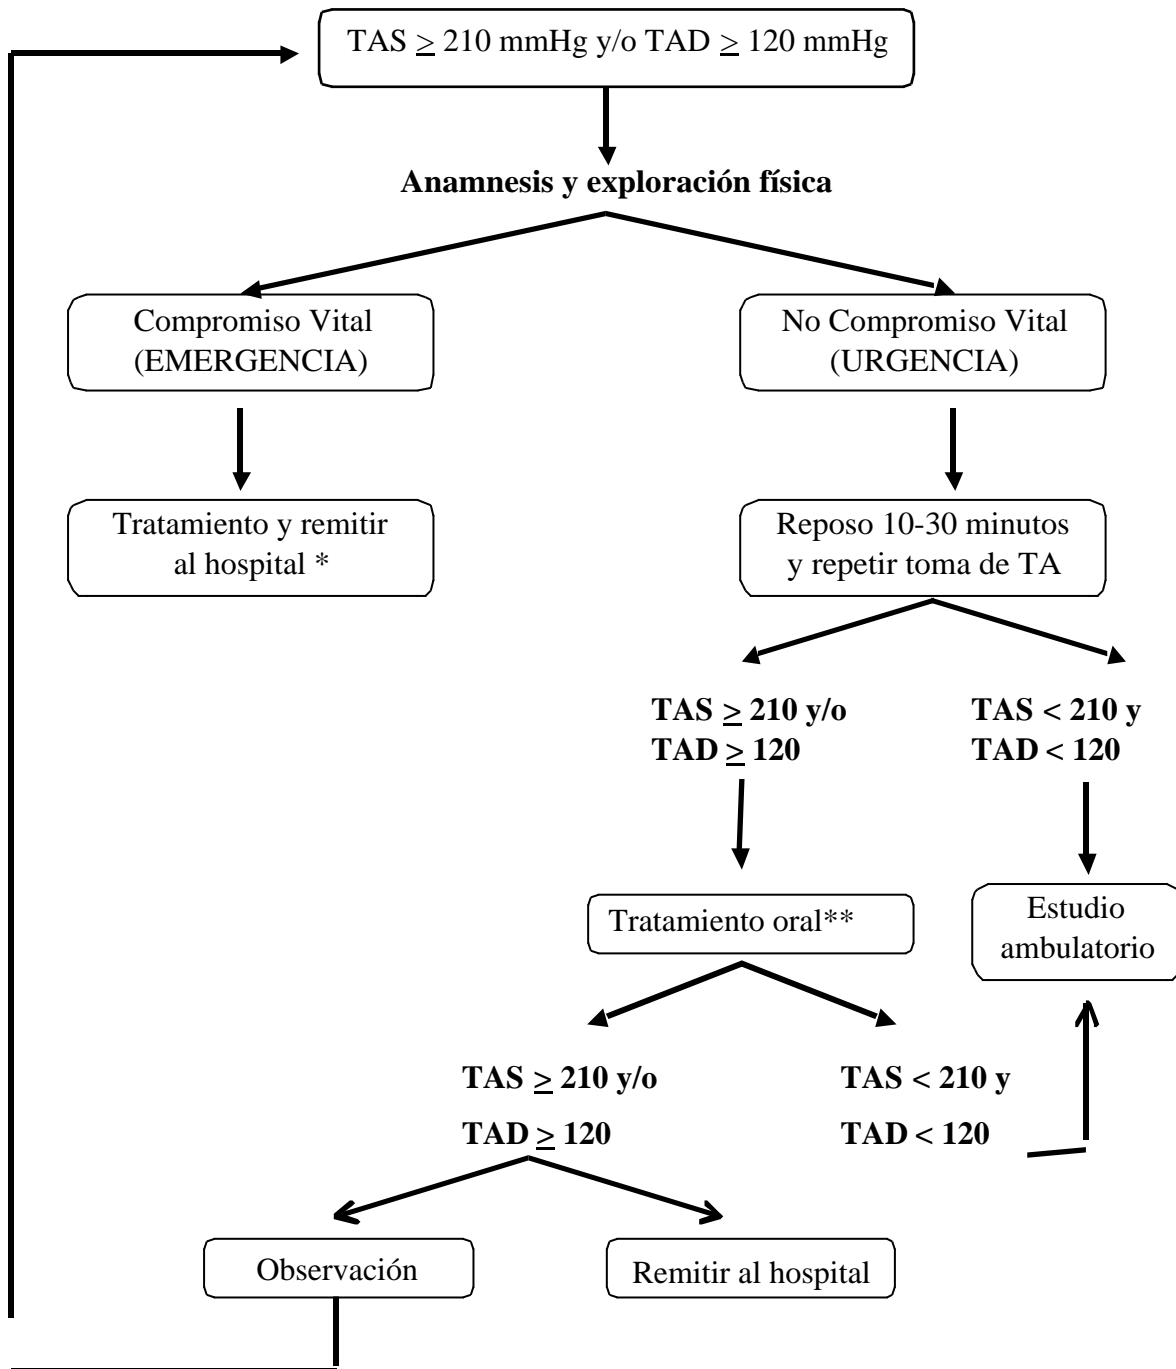 TAS ≥ 210 mmHg y/o TAD ≥ 120 mmHg
Anamnesis y exploración física
Compromiso Vital
(EMERGENCIA)
No Compromiso Vital
(URGENCIA)
Tratamiento y remitir
al hospital *
Reposo 10-30 minutos
y repetir toma de TA
TAS ≥ 210 y/o
TAD ≥ 120
TAS < 210 y
TAD < 120
Tratamiento oral**
Estudio
ambulatorio
TAS ≥ 210 y/o
TAD ≥ 120
TAS < 210 y
TAD < 120
Observación
Remitir al hospital